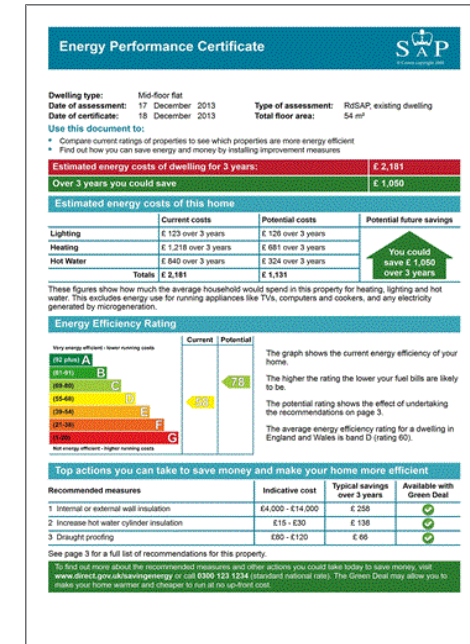 Energy Performance Certificate
SAP
Dwelling type: Mid-floor flat
Date of assessment: 17 December 2013 Type of assessment: RdSAP, existing dwelling
Date of certificate: 18 December 2013 Total floor area: 54 m²
Use this document to:
• Compare current ratings of properties to see which properties are more energy efficient
• Find out how you can save energy and money by installing improvement measures
Estimated energy costs of dwelling for 3 years: £ 2,181
Over 3 years you could save £ 1,050
Estimated energy costs of this home
Current costs Potential costs Potential future savings
Lighting £ 123 over 3 years £ 126 over 3 years
Heating £ 1,218 over 3 years £ 681 over 3 years
Hot Water £ 840 over 3 years £ 324 over 3 years
Totals £ 2,181 £ 1,131
You could
save £ 1,050
over 3 years
These figures show how much the average household would spend in this property for heating, lighting and hot
water. This excludes energy use for running appliances like TVs, computers and cookers, and any electricity
generated by microgeneration.
Energy Efficiency Rating
Current Potential
Very energy efficient - lower running costs
(92 plus) A
(81-91) B
(69-80) C
(55-68) D
(39-54) E
(21-38) F
(1-20) G
Not energy efficient - higher running costs
78
The graph shows the current energy efficiency of your
home.
The higher the rating the lower your fuel bills are likely
to be.
The potential rating shows the effect of undertaking
the recommendations on page 3.
The average energy efficiency rating for a dwelling in
England and Wales is band D (rating 60).
Top actions you can take to save money and make your home more efficient
Recommended measures Indicative cost Typical savings over 3 years Available with Green Deal
1 Internal or external wall insulation £4,000 - £14,000 £ 258
2 Increase hot water cylinder insulation £15 - £30 £ 138
3 Draught proofing £80 - £120 £ 66
See page 3 for a full list of recommendations for this property.
To find out more about the recommended measures and other actions you could take today to save money, visit
www.direct.gov.uk/savingenergy or call 0300 123 1234 (standard national rate). The Green Deal may allow you to
make your home warmer and cheaper to run at no up-front cost.